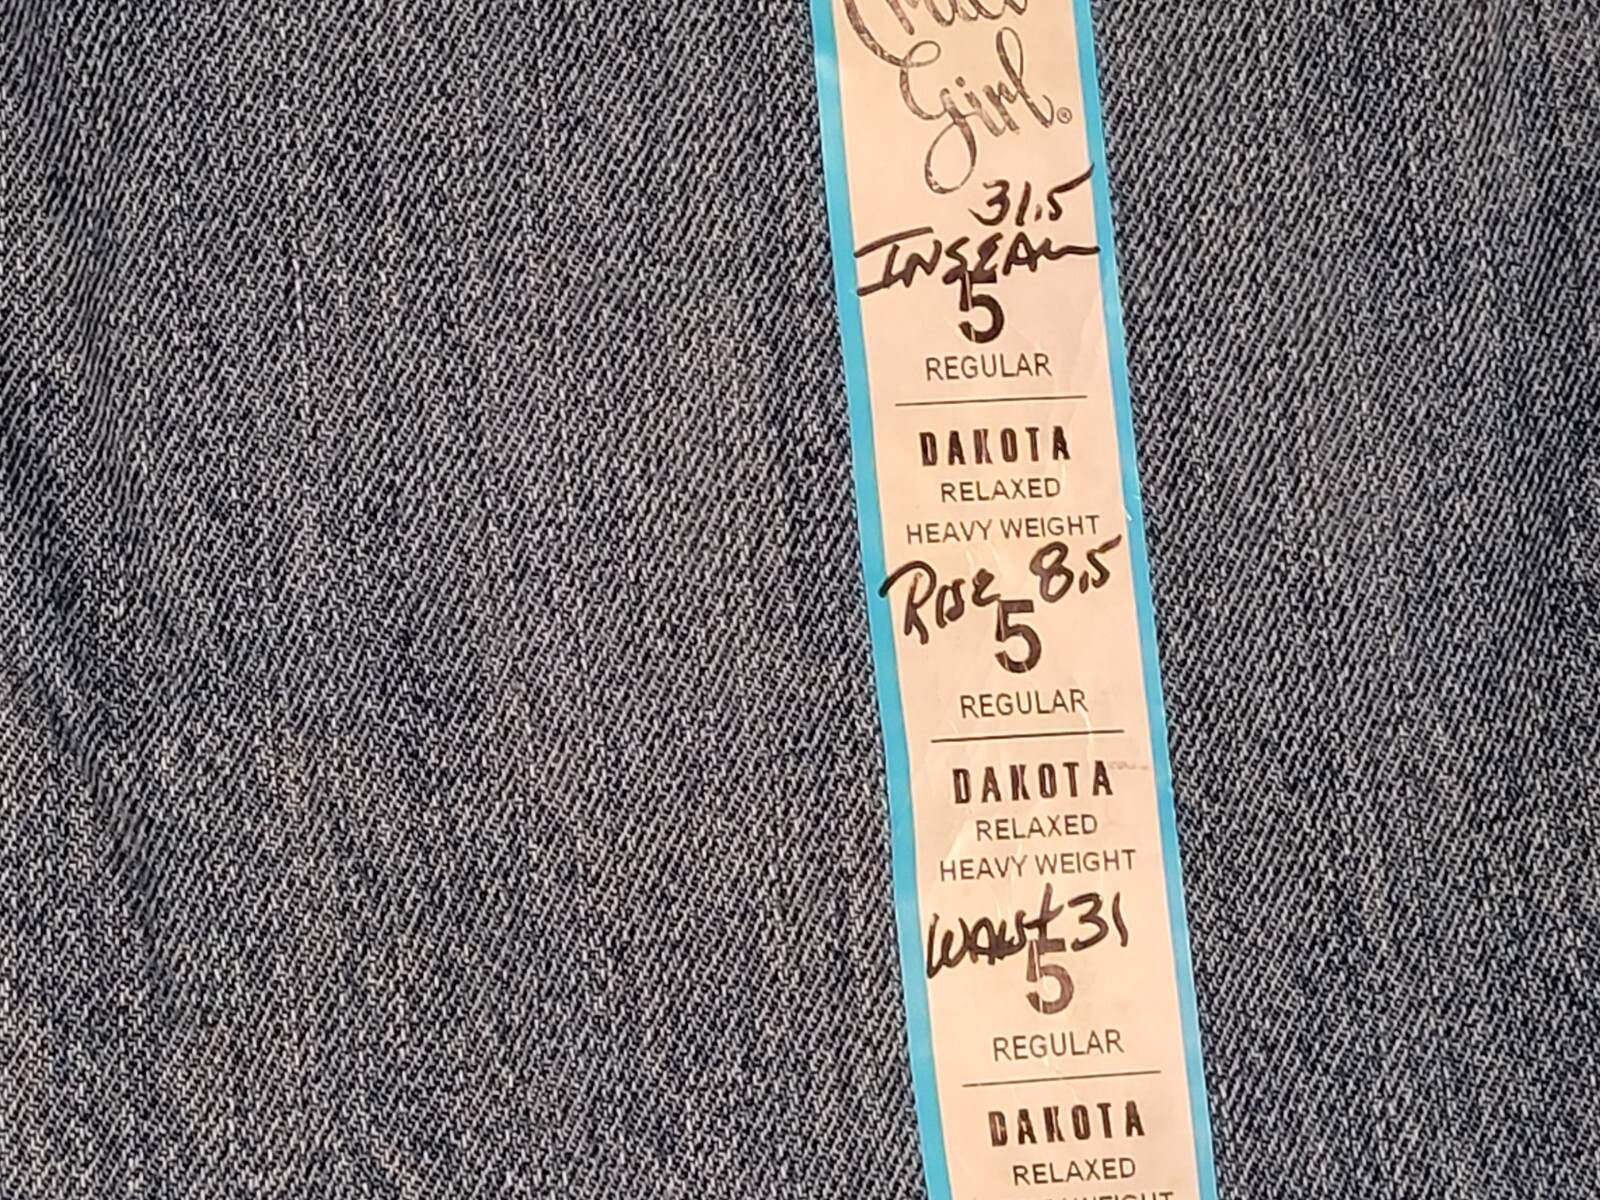 Girl®
31.5
INSEAM
5
REGULAR
DAKOTA
RELAXED
HEAVY WEIGHT
RISE 8.5
5
REGULAR
DAKOTA
RELAXED
HEAVY WEIGHT
WAIST 31
5
REGULAR
DAKOTA
RELAXED